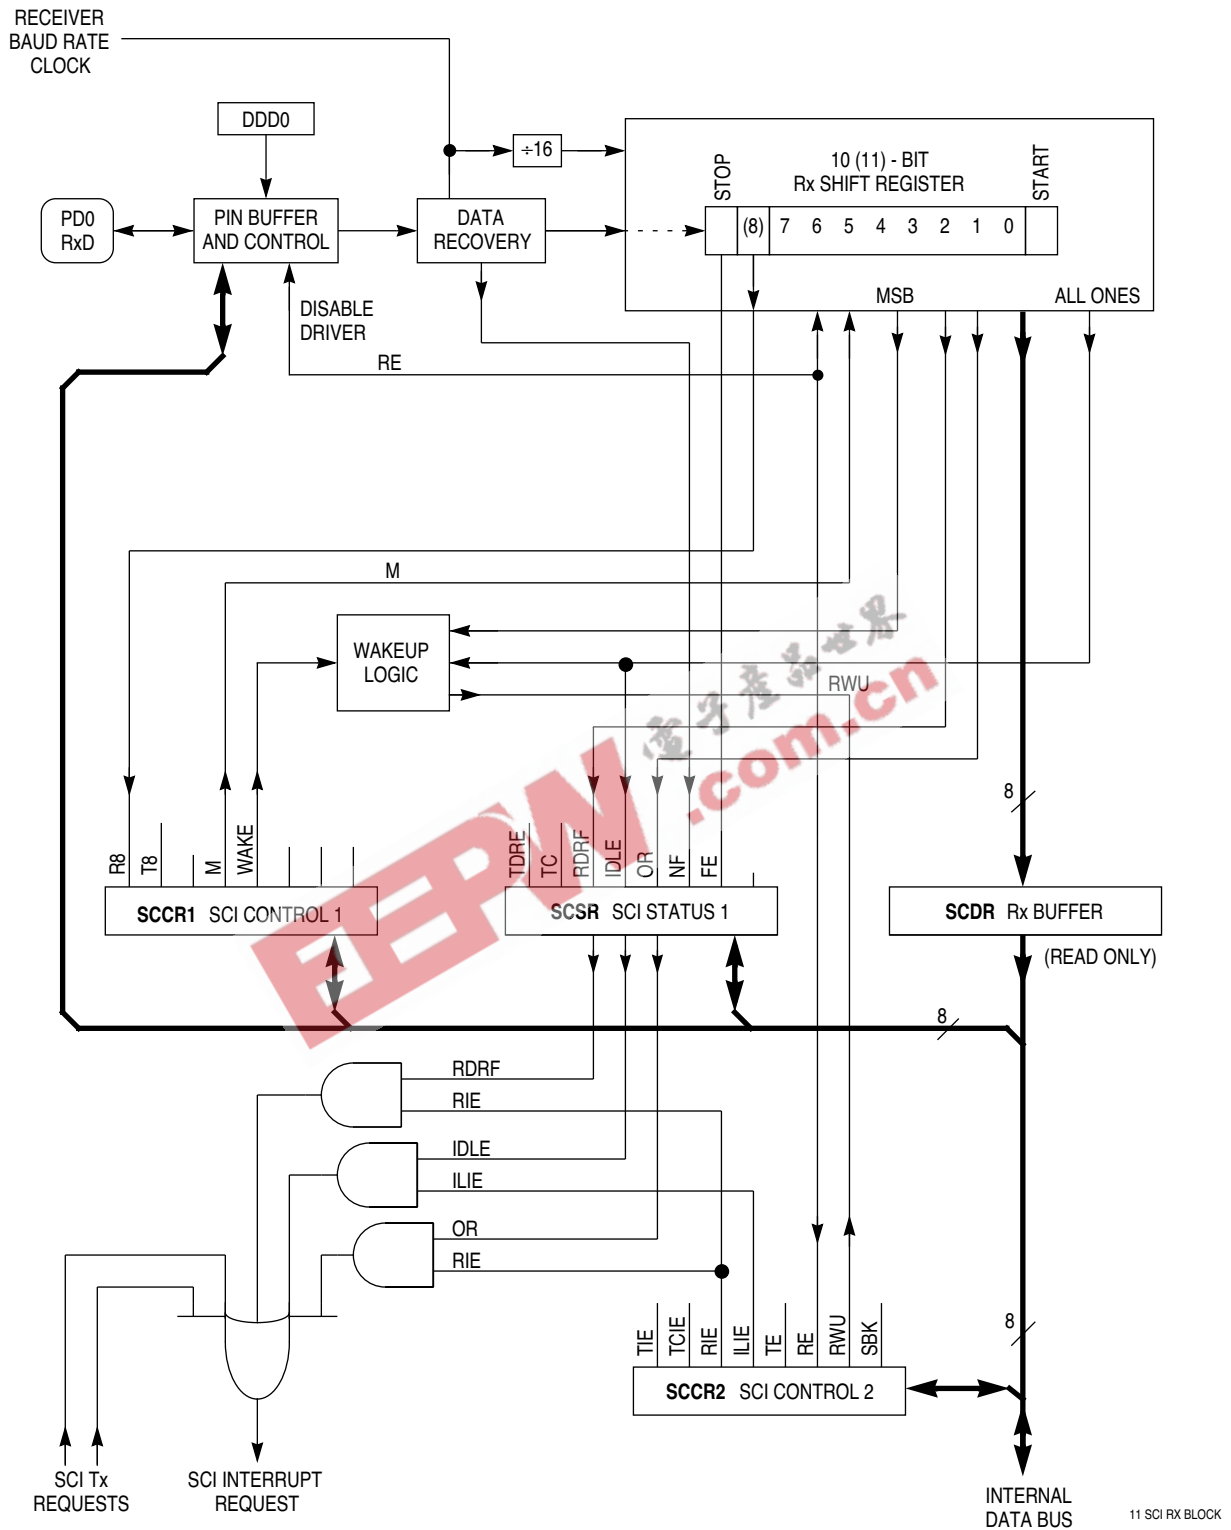 RECEIVER
BAUD RATE
CLOCK
DDD0
÷16
10 (11) - BIT
Rx SHIFT REGISTER
STOP
START
PD0
RxD
PIN BUFFER
AND CONTROL
DATA
RECOVERY
(8) 7 6 5 4 3 2 1 0
MSB
ALL ONES
DISABLE
DRIVER
RE
M
WAKEUP
LOGIC
RWU
電子產品世界
EEPW.com.cn
8
R8
T8
M
WAKE
TDRE
TC
RDRF
IDLE
OR
NF
FE
SCCR1 SCI CONTROL 1
SCSR SCI STATUS 1
SCDR Rx BUFFER
(READ ONLY)
8
RDRF
RIE
IDLE
ILIE
OR
RIE
8
TIE
TCIE
RIE
ILIE
TE
RE
RWU
SBK
SCCR2 SCI CONTROL 2
SCI Tx
REQUESTS
SCI INTERRUPT
REQUEST
INTERNAL
DATA BUS
11 SCI RX BLOCK